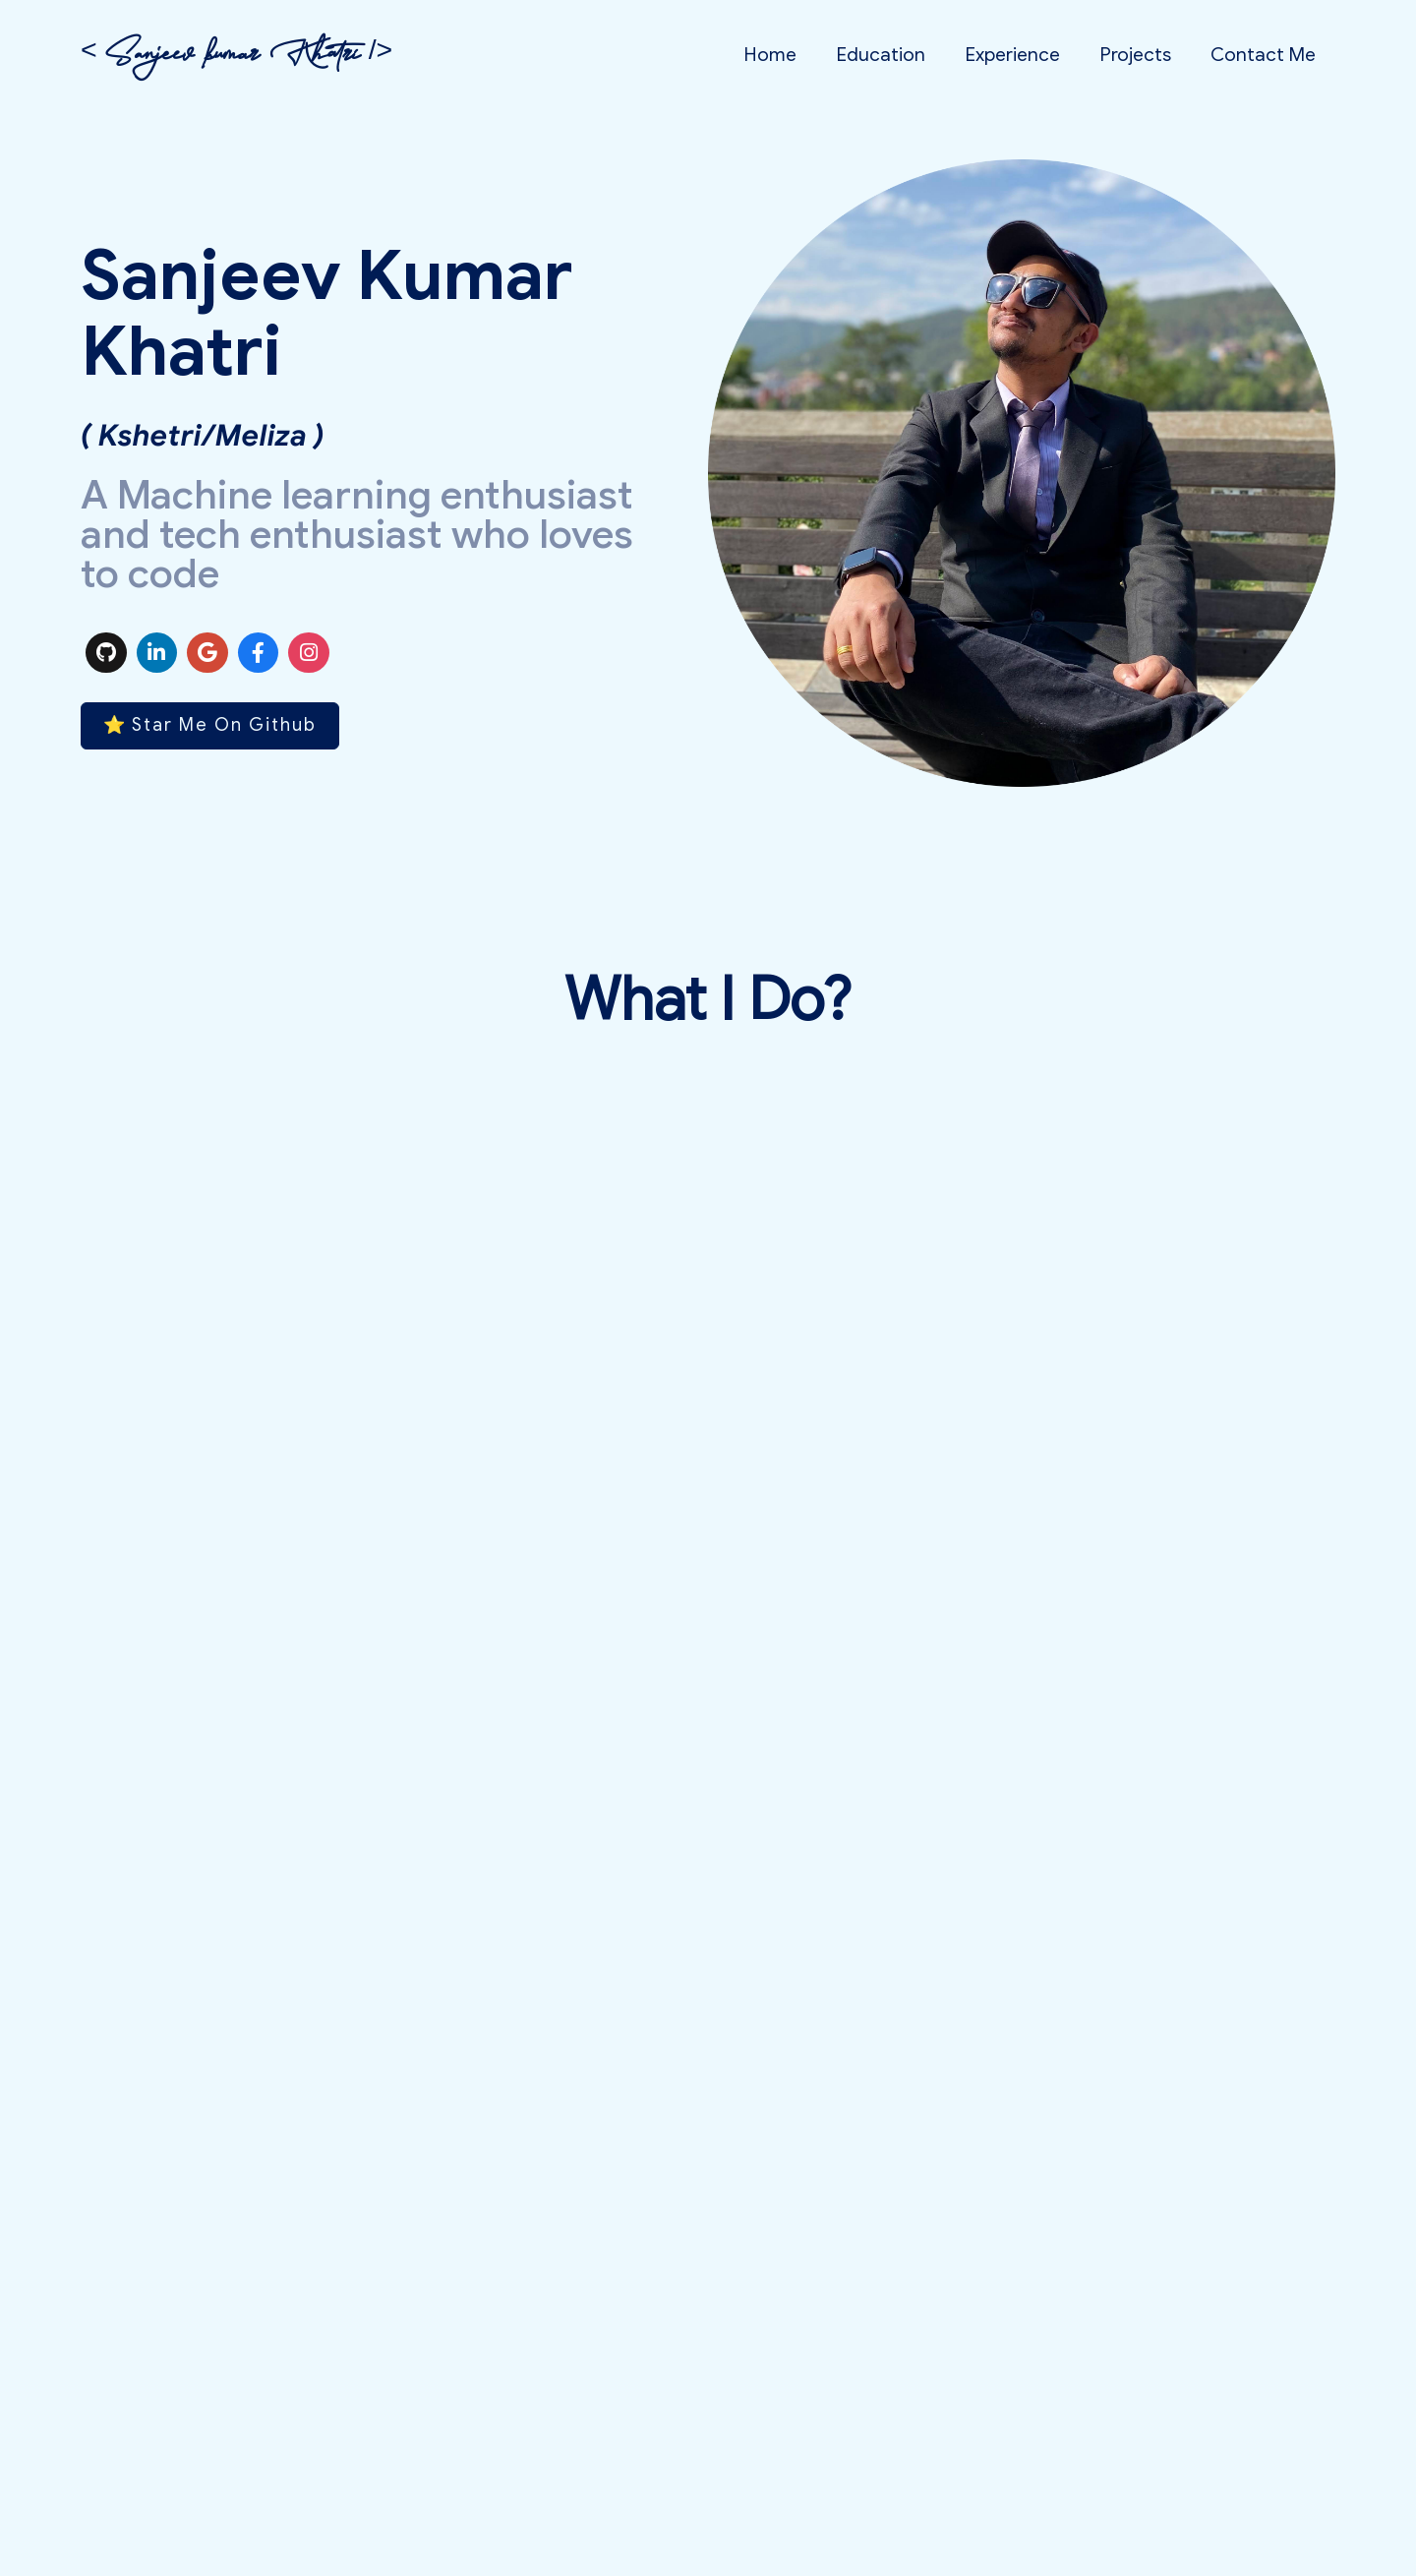 < Sanjeev kumar Khatri />
Home Education Experience Projects Contact Me
Sanjeev Kumar
Khatri
( Kshetri/Meliza )
A Machine learning enthusiast
and tech enthusiast who loves
to code
⭐ Star Me On Github
What I Do?